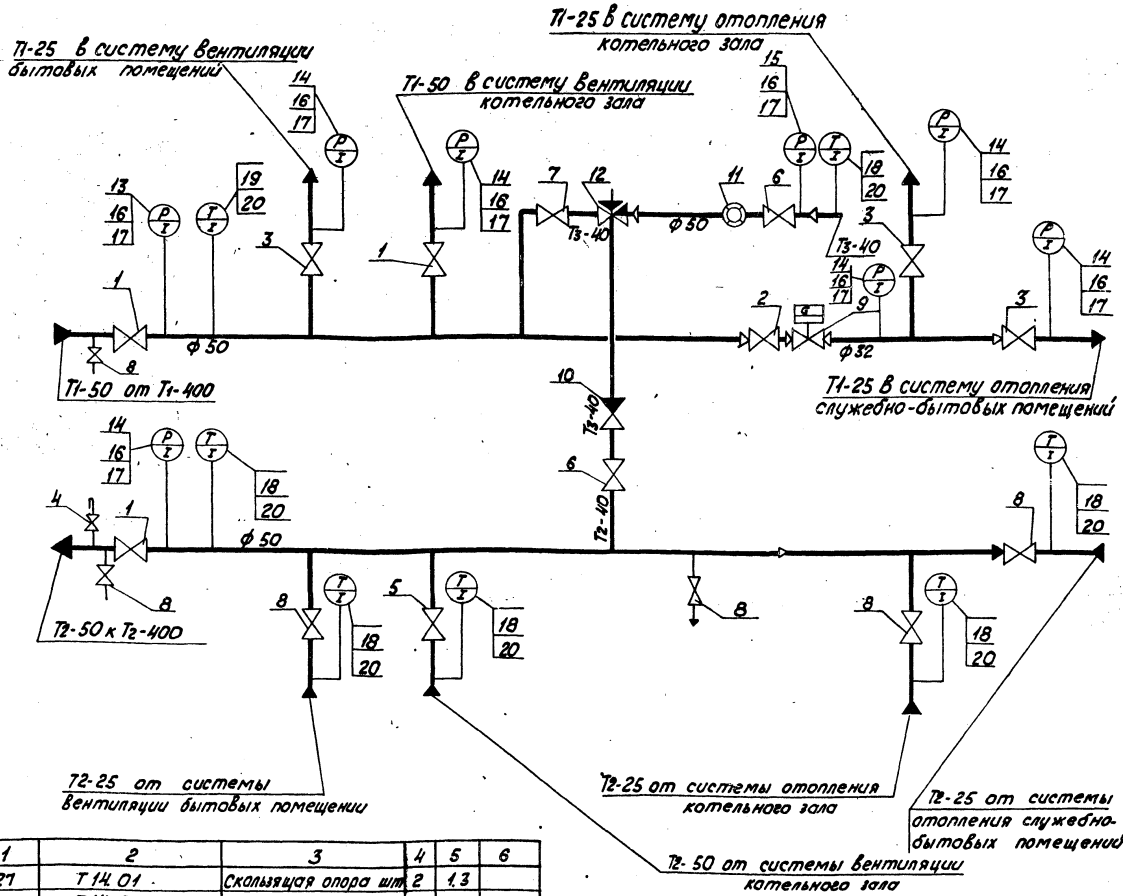 Т1-25 в систему отопления
котельного зала
Т1-25 в систему вентиляции
бытовых помещений
Т1-50 в систему вентиляции
котельного зала
14
16
17
P
I
15
16
17
P
I
T
I
18
20
P
I
14
16
17
13
16
17
P
I
T
I
19
20
P
I
14
16
17
7
12
11
6
Т3-40
ф50
Т3-40
3
1
3
P
I
14
16
17
14
16
17
P
I
9
1
2
G
3
ф50
ф32
8
Т1-50 от Т1-400
Т1-25 в систему отопления
служебно-бытовых помещений
10
Т3-40
14
16
17
P
I
T
I
18
20
6
Т2-40
T
I
18
20
4
1
8
ф50
8
8
T
I
18
20
5
T
I
18
20
8
8
T
I
18
20
Т2-50 к Т2-400
Т2-25 от системы
вентиляции бытовых помещении
Т2-25 от системы отопления
котельного зала
Т2-25 от системы
отопления служебно-
бытовых помещений
Т2-50 от системы вентиляции
котельного зала
1 2 3 4 5 6
Т14.01 Скользящая опора шт 2 1.3